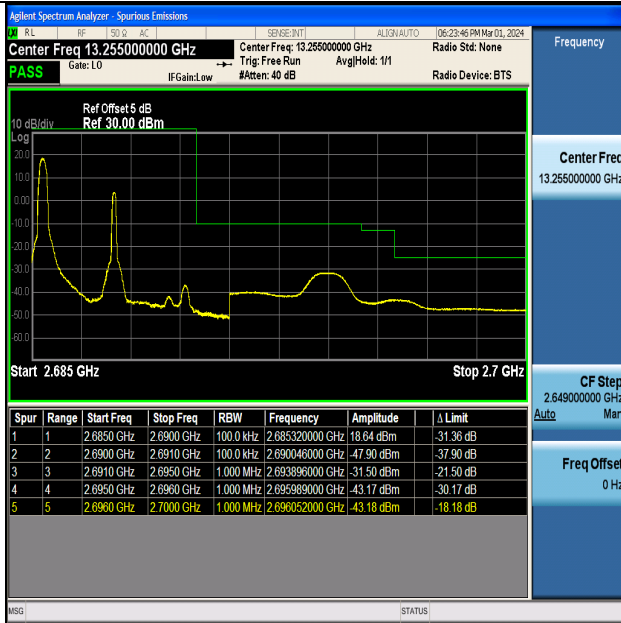 Agilent Spectrum Analyzer - Spurious Emissions
RL RF 50 Ω AC SENSE:INT ALIGN AUTO 06:23:46 PM Mar 01, 2024
Center Freq 13.255000000 GHz
Center Freq: 13.255000000 GHz Radio Std: None
Trig: Free Run Avg|Hold: 1/1
PASS Gate: LO IFGain:Low #Atten: 40 dB Radio Device: BTS
Ref Offset 5 dB
10 dB/div Ref 30.00 dBm
Log
20.0
10.0
0.00
-10.0
-20.0
-30.0
-40.0
-50.0
-60.0
Start 2.685 GHz Stop 2.7 GHz
Spur Range Start Freq Stop Freq RBW Frequency Amplitude Δ Limit
1 1 2.6850 GHz 2.6900 GHz 100.0 kHz 2.685320000 GHz 18.64 dBm -31.36 dB
2 2 2.6900 GHz 2.6910 GHz 100.0 kHz 2.690046000 GHz -47.90 dBm -37.90 dB
3 3 2.6910 GHz 2.6950 GHz 1.000 MHz 2.693896000 GHz -31.50 dBm -21.50 dB
4 4 2.6950 GHz 2.6960 GHz 1.000 MHz 2.695989000 GHz -43.17 dBm -30.17 dB
5 5 2.6960 GHz 2.7000 GHz 1.000 MHz 2.696052000 GHz -43.18 dBm -18.18 dB
MSG STATUS
Frequency
Center Freq
13.255000000 GHz
CF Step
2.649000000 GHz
Auto Man
Freq Offset
0 Hz